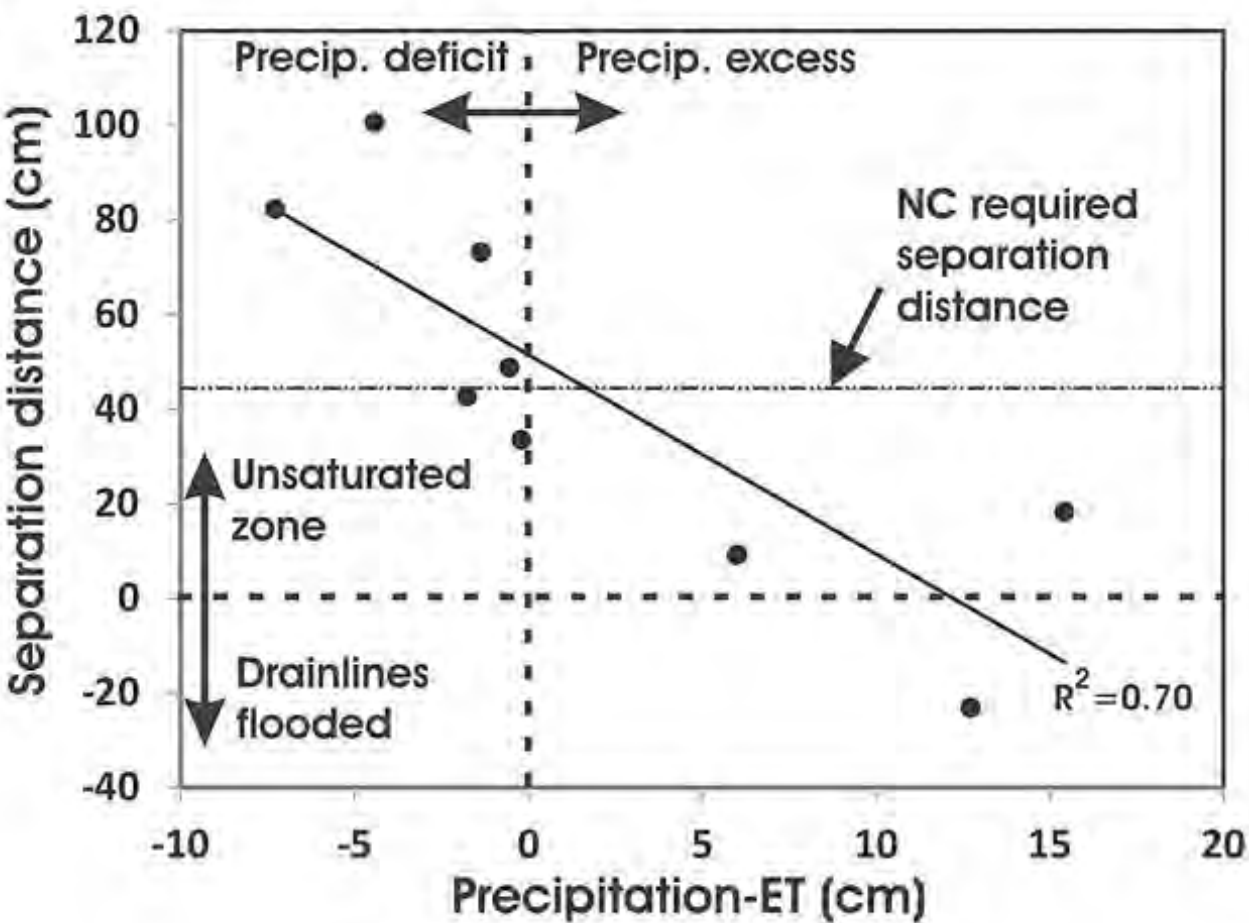 120
100
80
60
40
20
0
-20
-40
Separation distance (cm)
Precip. deficit
Precip. excess
NC required
separation
distance
Unsaturated
zone
Drainlines
flooded
R²=0.70
-10
-5
0
5
10
15
20
Precipitation-ET (cm)